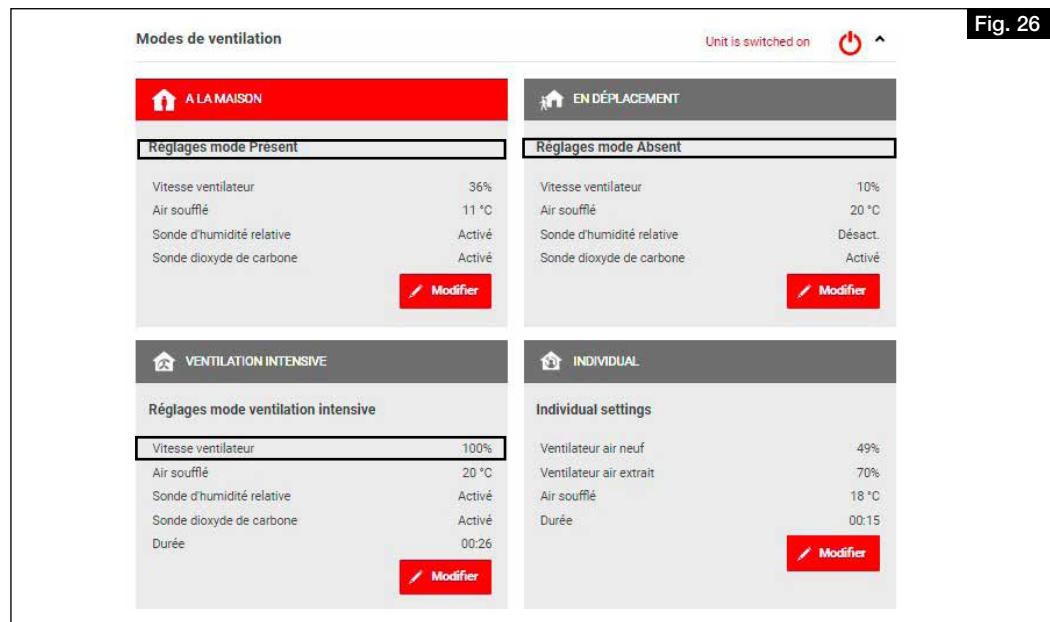 Fig. 26
Modes de ventilation Unit is switched on
A LA MAISON
Réglages mode Présent
Vitesse ventilateur 36%
Air soufflé 11 °C
Sonde d'humidité relative Activé
Sonde dioxyde de carbone Activé
Modifier
EN DÉPLACEMENT
Réglages mode Absent
Vitesse ventilateur 10%
Air soufflé 20 °C
Sonde d'humidité relative Désact.
Sonde dioxyde de carbone Activé
Modifier
VENTILATION INTENSIVE
Réglages mode ventilation intensive
Vitesse ventilateur 100%
Air soufflé 20 °C
Sonde d'humidité relative Activé
Sonde dioxyde de carbone Activé
Durée 00:26
Modifier
INDIVIDUAL
Individual settings
Ventilateur air neuf 49%
Ventilateur air extrait 70%
Air soufflé 18 °C
Durée 00:15
Modifier